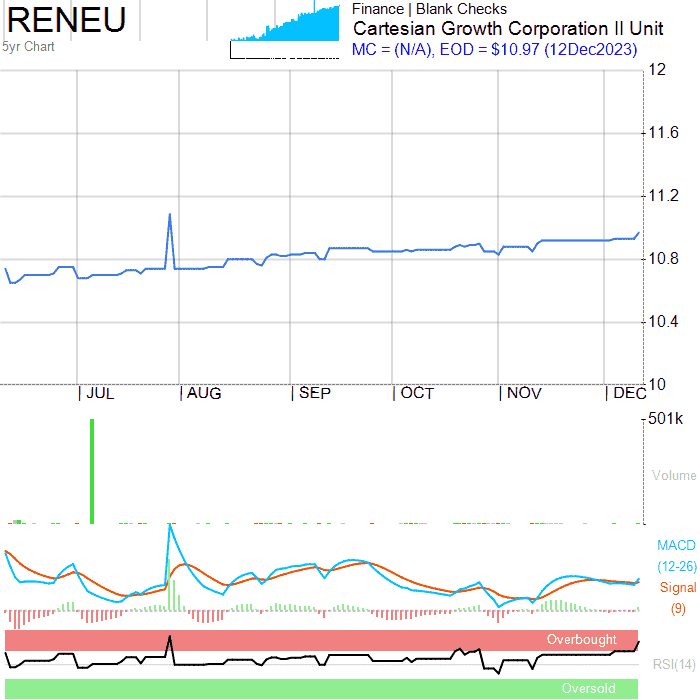 RENEU
5yr Chart
Finance | Blank Checks
Cartesian Growth Corporation II Unit
MC = (N/A), EOD = $10.97 (12Dec2023)
12
11.6
11.2
10.8
10.4
10
| JUL | AUG | SEP | OCT | NOV | DEC
501k
Volume
MACD
(12-26)
Signal
(9)
Overbought
RSI(14)
Oversold